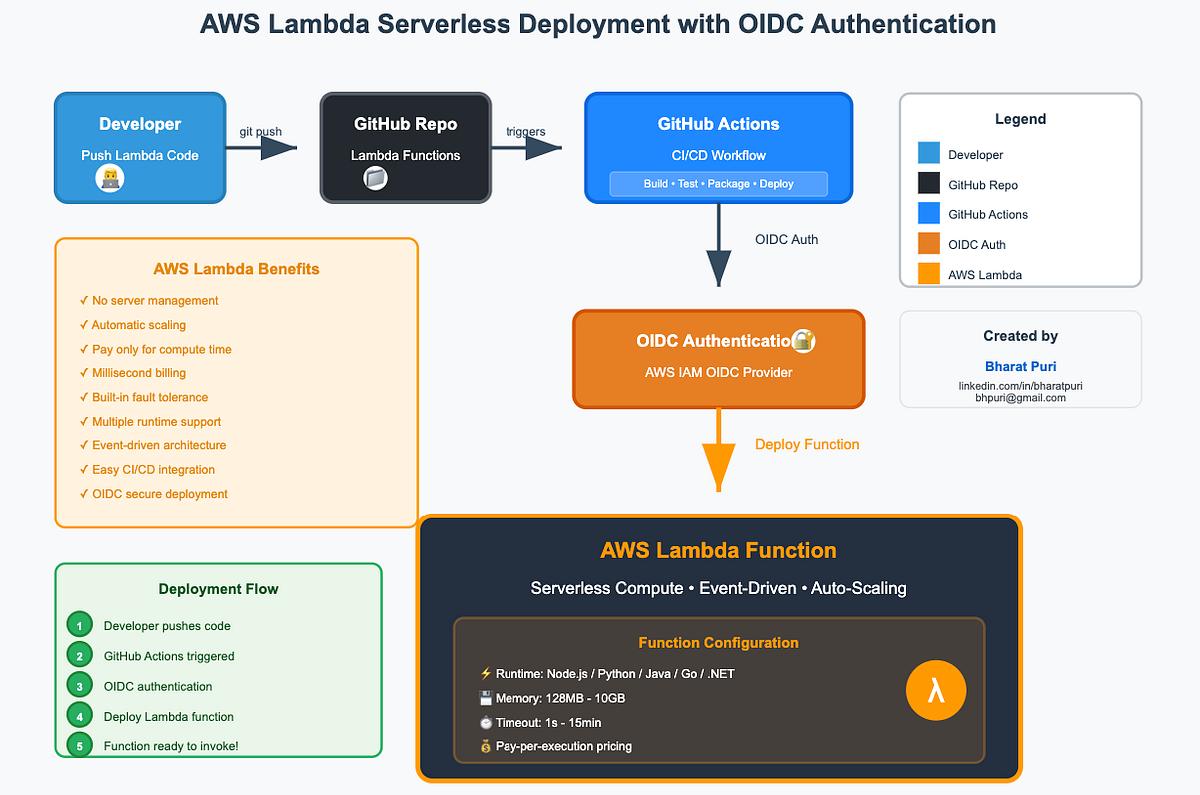 AWS Lambda Serverless Deployment with OIDC Authentication
Developer
Push Lambda Code
git push
GitHub Repo
Lambda Functions
triggers
GitHub Actions
CI/CD Workflow
Build • Test • Package • Deploy
Legend
Developer
GitHub Repo
GitHub Actions
OIDC Auth
AWS Lambda
OIDC Auth
AWS Lambda Benefits
✓ No server management
✓ Automatic scaling
✓ Pay only for compute time
✓ Millisecond billing
✓ Built-in fault tolerance
✓ Multiple runtime support
✓ Event-driven architecture
✓ Easy CI/CD integration
✓ OIDC secure deployment
OIDC Authenticatio
AWS IAM OIDC Provider
Created by
Bharat Puri
linkedin.com/in/bharatpuri
bhpuri@gmail.com
Deploy Function
AWS Lambda Function
Serverless Compute • Event-Driven • Auto-Scaling
Function Configuration
⚡ Runtime: Node.js / Python / Java / Go / .NET
💾 Memory: 128MB - 10GB
⏱️ Timeout: 1s - 15min
💰 Pay-per-execution pricing
λ
Deployment Flow
1 Developer pushes code
2 GitHub Actions triggered
3 OIDC authentication
4 Deploy Lambda function
5 Function ready to invoke!